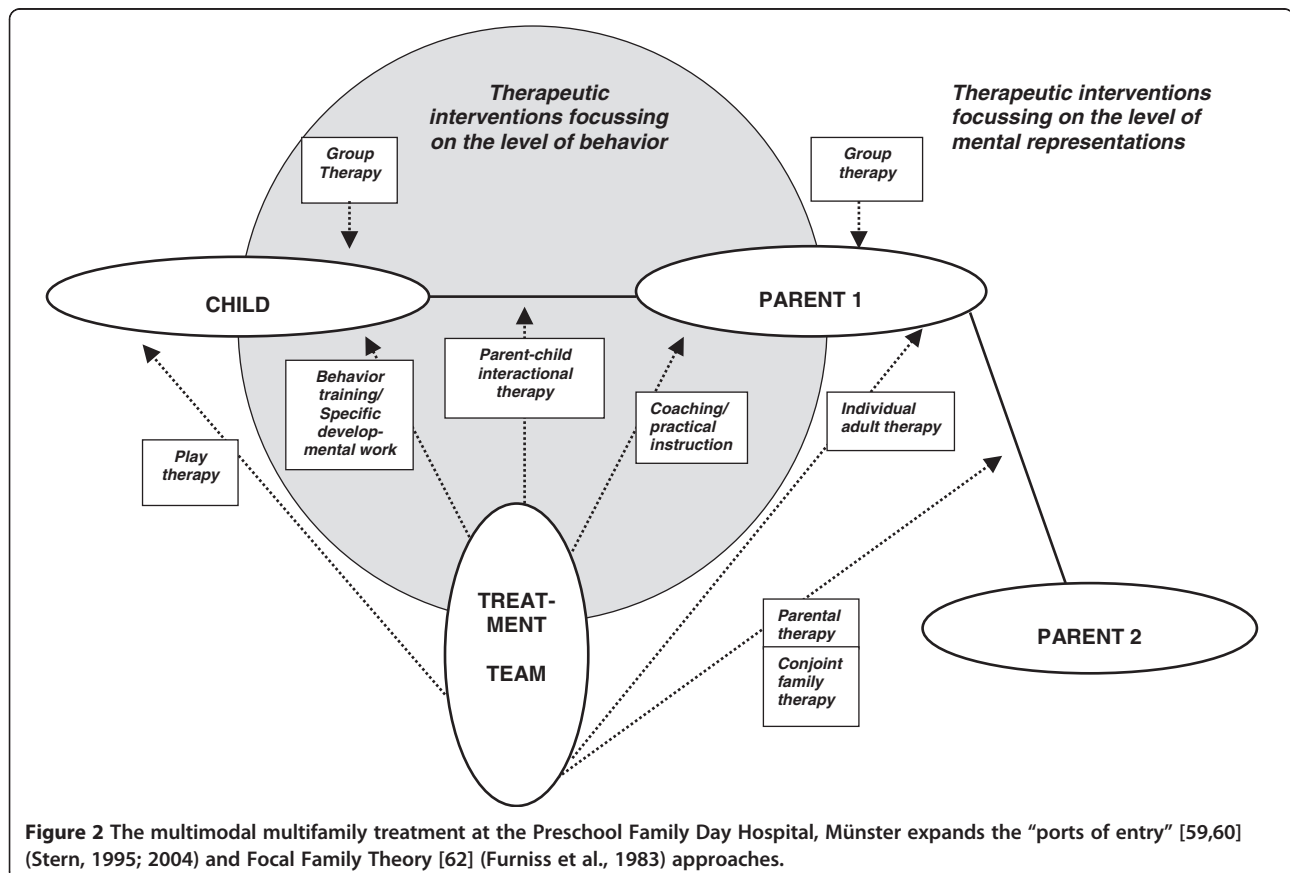 Therapeutic
interventions focussing
on the level of behavior
Therapeutic interventions
focussing on the level of
mental representations
Group
Therapy
Group
therapy
CHILD
PARENT 1
Parent-child
interactional
therapy
Behavior
training/
Specific
develop-
mental work
Coaching/
practical
instruction
Individual
adult therapy
Play
therapy
TREAT-
MENT
TEAM
Parental
therapy
Conjoint
family
therapy
PARENT 2
Figure 2 The multimodal multifamily treatment at the Preschool Family Day Hospital, Münster expands the “ports of entry” [59,60]
(Stern, 1995; 2004) and Focal Family Theory [62] (Furniss et al., 1983) approaches.